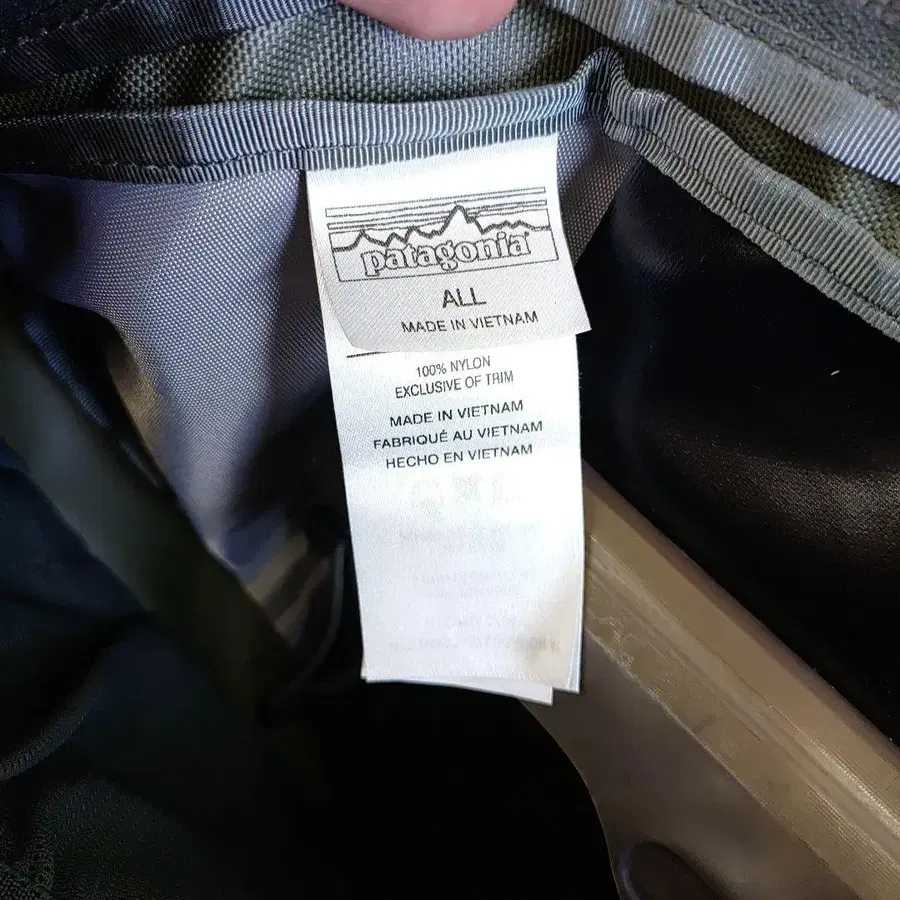 patagonia
ALL
MADE IN VIETNAM
100% NYLON
EXCLUSIVE OF TRIM
MADE IN VIETNAM
FABRIQUÉ AU VIETNAM
HECHO EN VIETNAM